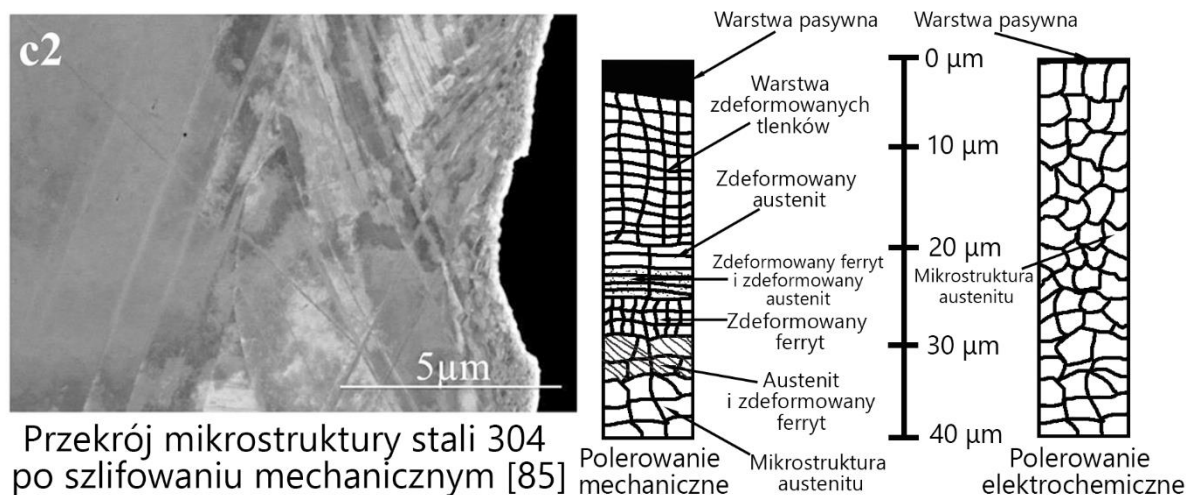 c2
5µm
Przekrój mikrostruktury stali 304
po szlifowaniu mechanicznym [85]
Warstwa pasywna
Warstwa
zdeformowanych
tlenków
Zdeformowany
austenit
Zdeformowany ferryt
i zdeformowany
austenit
Zdeformowany
ferryt
Austenit
i zdeformowany
ferryt
Mikrostruktura
austenitu
Polerowanie
mechaniczne
0 µm
10 µm
20 µm
30 µm
40 µm
Warstwa pasywna
Mikrostruktura
austenitu
Polerowanie
elektrochemiczne